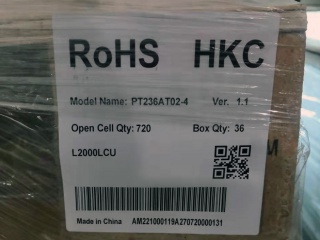 RoHS HKC
Model Name: PT236AT02-4 Ver. 1.1
Open Cell Qty: 720 Box Qty: 36
L2000LCU
M
Made in China AM221000119A270720000131